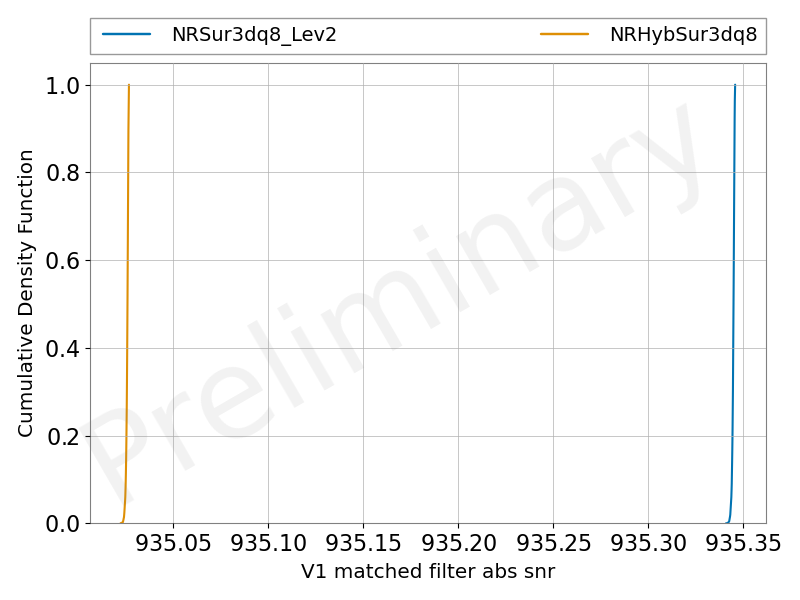 NRSur3dq8_Lev2 NRHybSur3dq8
1.0
0.8
0.6
0.4
0.2
0.0
Cumulative Density Function
Preliminary
935.05 935.10 935.15 935.20 935.25 935.30 935.35
V1 matched filter abs snr